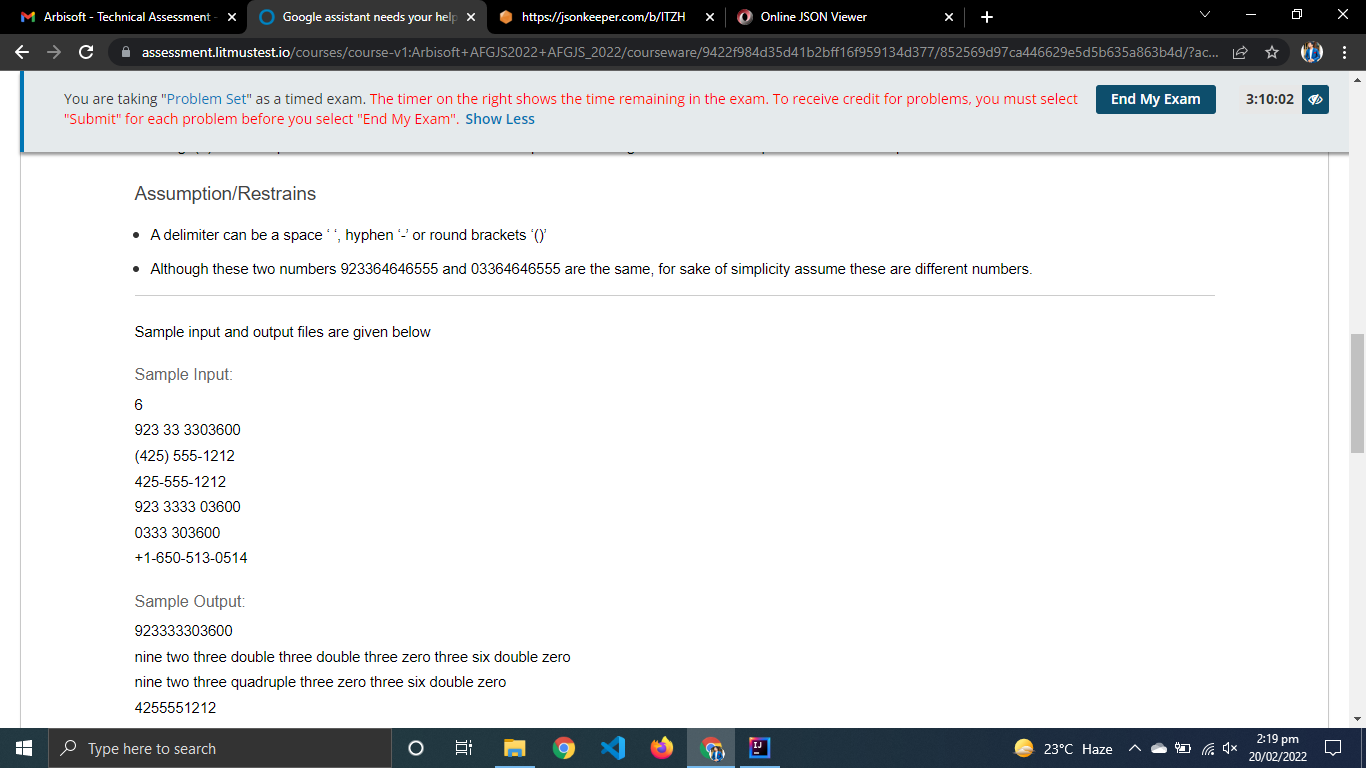 Arbisoft - Technical Assessment -
Google assistant needs your help
https://jsonkeeper.com/b/ITZH
Online JSON Viewer
assessment.litmustest.io/courses/course-v1:Arbisoft+AFGJS2022+AFGJS_2022/courseware/9422f984d35d41b2bff16f959134d377/852569d97ca446629e5d5b635a863b4d/?ac...
You are taking "Problem Set" as a timed exam. The timer on the right shows the time remaining in the exam. To receive credit for problems, you must select
"Submit" for each problem before you select "End My Exam". Show Less
End My Exam
3:10:02
Assumption/Restrains
• A delimiter can be a space ‘ ‘, hyphen ‘-’ or round brackets ‘()’
• Although these two numbers 923364646555 and 03364646555 are the same, for sake of simplicity assume these are different numbers.
Sample input and output files are given below
Sample Input:
6
923 33 3303600
(425) 555-1212
425-555-1212
923 3333 03600
0333 303600
+1-650-513-0514
Sample Output:
923333303600
nine two three double three double three zero three six double zero
nine two three quadruple three zero three six double zero
4255551212
Type here to search
23°C Haze
2:19 pm
20/02/2022